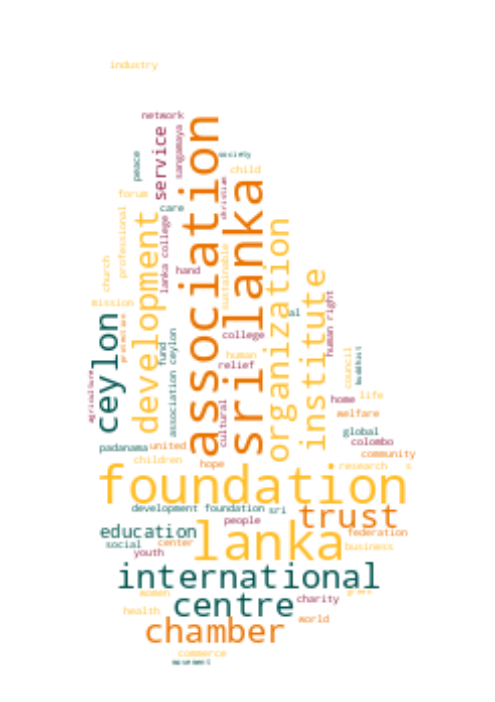 industry
network
service
sangamaya
association
society
peace
child
christian
sri lanka
forum
care
professional
development
lanka college
organization
hand
sustainable
church
institute
mission
human right
ceylon
fund
association ceylon
college
human
relief
council
buddhist
agriculture
home
life
cultural
welfare
global
colombo
padanama
united
community
children
hope
research
s
foundation
development foundation
sri
trust
people
education
lanka
federation
social
center
business
youth
international
women
centre
charity
health
world
chamber
commerce
movement